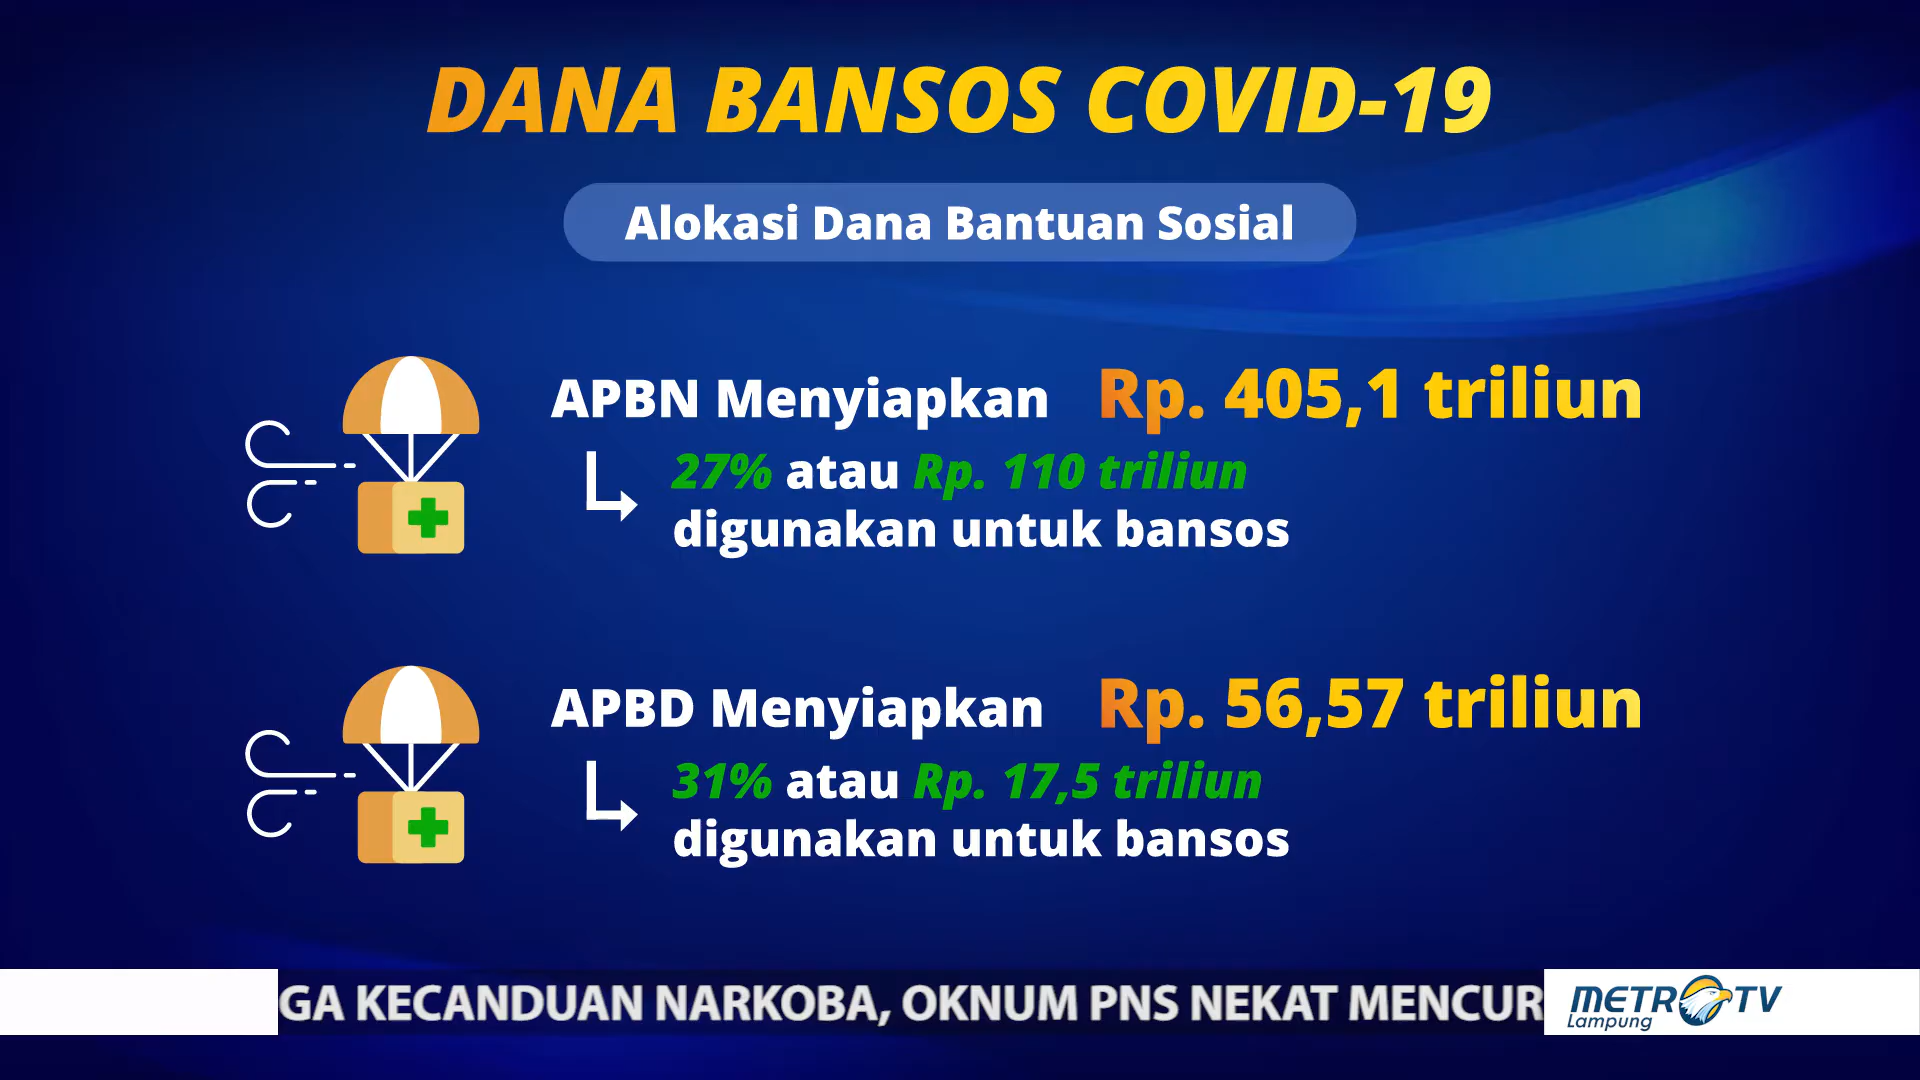 DANA BANSOS COVID-19
Alokasi Dana Bantuan Sosial
APBN Menyiapkan Rp. 405,1 triliun
27% atau Rp. 110 triliun
digunakan untuk bansos
APBD Menyiapkan Rp. 56,57 triliun
31% atau Rp. 17,5 triliun
digunakan untuk bansos
GA KECANDUAN NARKOBA, OKNUM PNS NEKAT MENCUR
METRO TV
Lampung